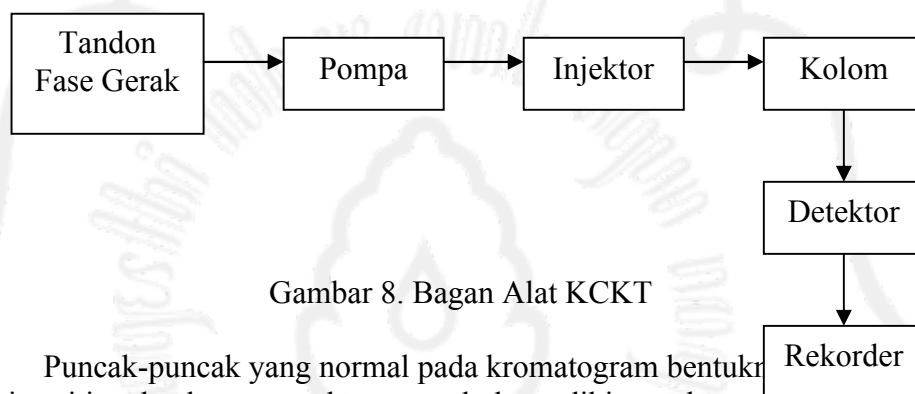 Tandon
Fase Gerak
Pompa
Injektor
Kolom
Detektor
Gambar 8. Bagan Alat KCKT
Rekorder
Puncak-puncak yang normal pada kromatogram